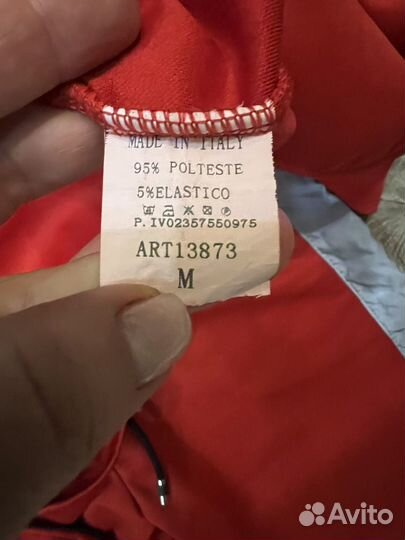 MADE IN ITALY
95% POLTESTE
5%ELASTICO
P.IV02357550975
ART13873
M
Avito